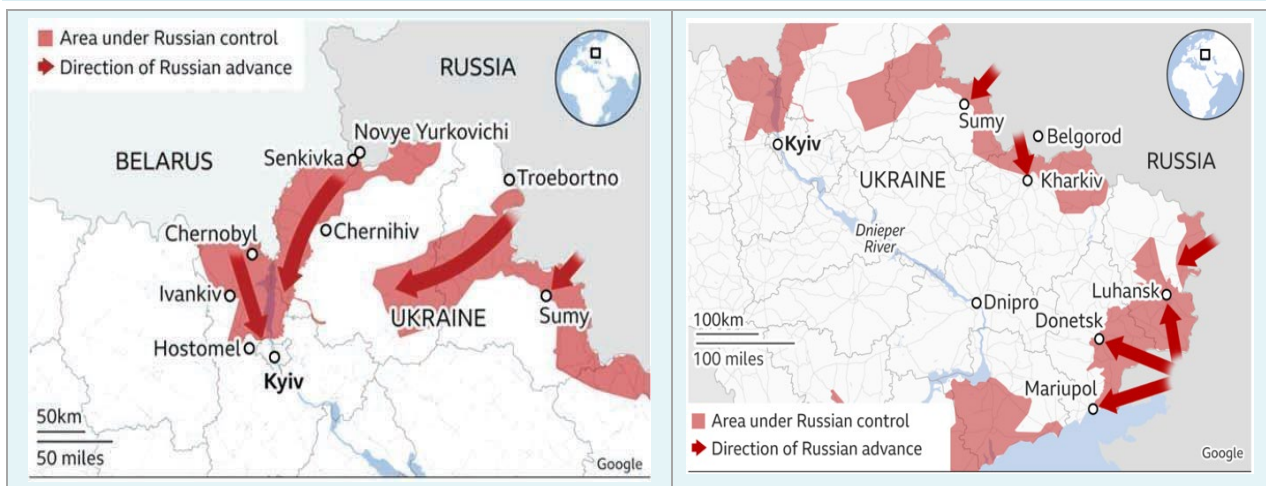 Area under Russian control
Direction of Russian advance
RUSSIA
BELARUS
Novye Yurkovichi
Senkivka
Troebortno
Chernobyl
Chernihiv
Ivankiv
UKRAINE
Sumy
Hostomel
Kyiv
50km
50 miles
Google
Sumy
Belgorod
Kyiv
RUSSIA
UKRAINE
Kharkiv
Dnieper
River
Luhansk
Dnipro
Donetsk
100km
100 miles
Mariupol
Area under Russian control
Direction of Russian advance
Google